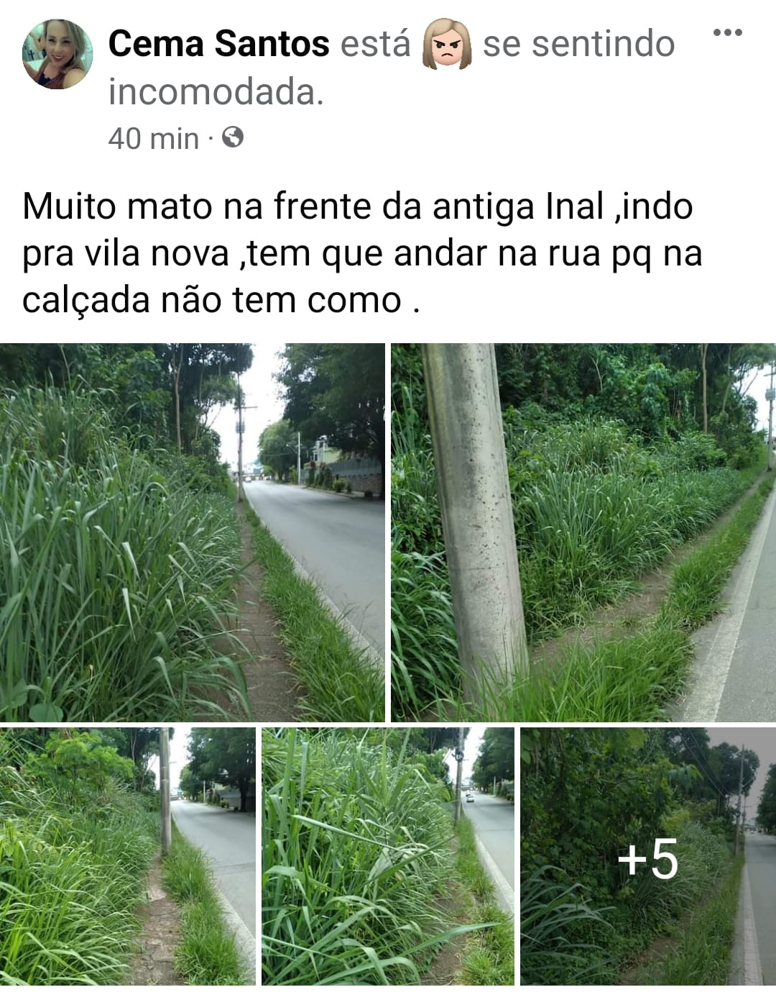 Cema Santos está se sentindo
incomodada.
40 min ·
Muito mato na frente da antiga Inal ,indo
pra vila nova ,tem que andar na rua pq na
calçada não tem como .
+5